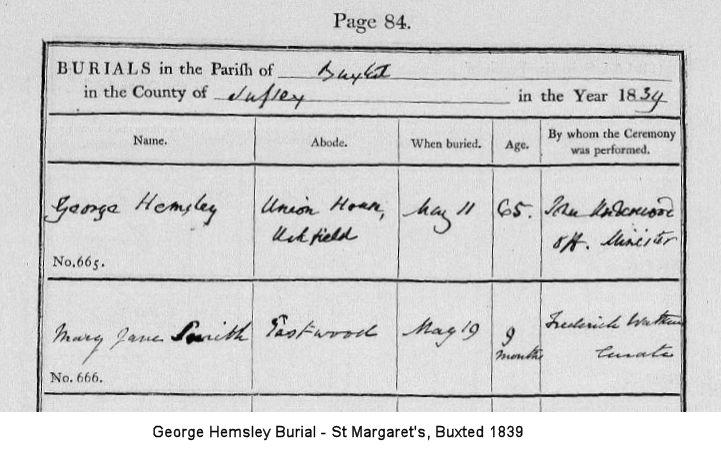 Page 84.
BURIALS in the Parish of Buxted
in the County of Sussex in the Year 1839
Name. Abode. When buried. Age. By whom the Ceremony was performed.
George Hemsley Union House, May 11 65. John Underwood
Uckfield Off. Minister
No. 665.
Mary Jane Smith Eastwood May 19 9 Frederick
months Curate
No. 666.
George Hemsley Burial - St Margaret's, Buxted 1839